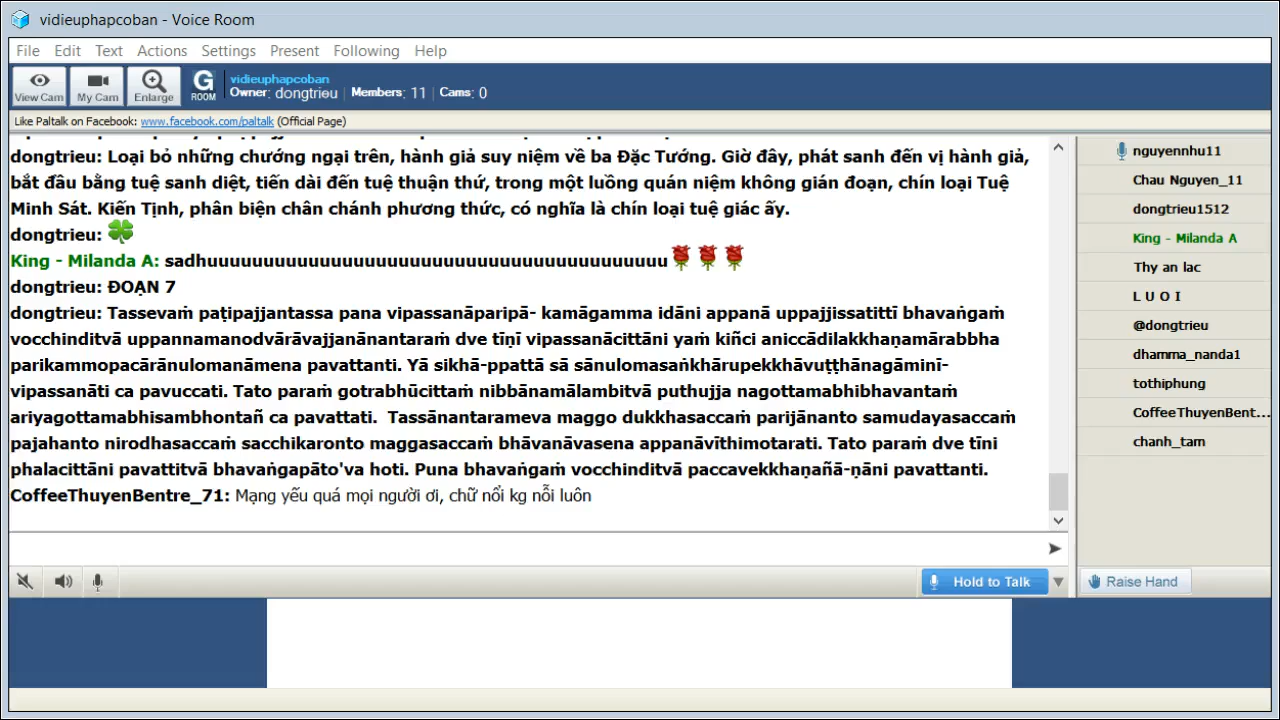 vidieuphapcoban - Voice Room
File Edit Text Actions Settings Present Following Help
View Cam My Cam Enlarge G ROOM
vidieuphapcoban
Owner: dongtrieu | Members: 11 | Cams: 0
Like Paltalk on Facebook: www.facebook.com/paltalk (Official Page)
dongtrieu: Loại bỏ những chướng ngại trên, hành giả suy niệm về ba Đặc Tướng. Giờ đây, phát sanh đến vị hành giả,
bắt đầu bằng tuệ sanh diệt, tiến dài đến tuệ thuận thứ, trong một luồng quán niệm không gián đoạn, chín loại Tuệ
Minh Sát. Kiến Tịnh, phân biện chân chánh phương thức, có nghĩa là chín loại tuệ giác ấy.
dongtrieu:
King - Milanda A: sadhuuuuuuuuuuuuuuuuuuuuuuuuuuuuuuuuuuuuuuuuu
dongtrieu: ĐOẠN 7
dongtrieu: Tassevaṁ paṭipajjantassa pana vipassanāparipā- kamāgamma idāni appanā uppajjissatittī bhavaṅgaṁ
vocchinditvā uppannamanodvārāvajjanānantaraṁ dve tīṇī vipassanācittāni yaṁ kiñci aniccādilakkhaṇamārabbha
parikammopacārānulomanāmena pavattanti. Yā sikhā-ppattā sā sānulomasaṅkhārupekkhāvuṭṭhānagāminī-
vipassanāti ca pavuccati. Tato paraṁ gotrabhūcittaṁ nibbānamālambitvā puthujja nagottamabhibhavantaṁ
ariyagottamabhisambhontañ ca pavattati. Tassānantarameva maggo dukkhasaccaṁ parijānanto samudayasaccaṁ
pajahanto nirodhasaccaṁ sacchikaronto maggasaccaṁ bhāvanāvasena appanāvīthimotarati. Tato paraṁ dve tīni
phalacittāni pavattitvā bhavaṅgapāto'va hoti. Puna bhavaṅgaṁ vocchinditvā paccavekkhaṇañā-ṇāni pavattanti.
CoffeeThuyenBentre_71: Mạng yếu quá mọi người ơi, chữ nổi kg nỗi luôn
nguyennhu11
Chau Nguyen_11
dongtrieu1512
King - Milanda A
Thy an lac
L U O I
@dongtrieu
dhamma_nanda1
tothiphung
CoffeeThuyenBent...
chanh_tam
Hold to Talk
Raise Hand